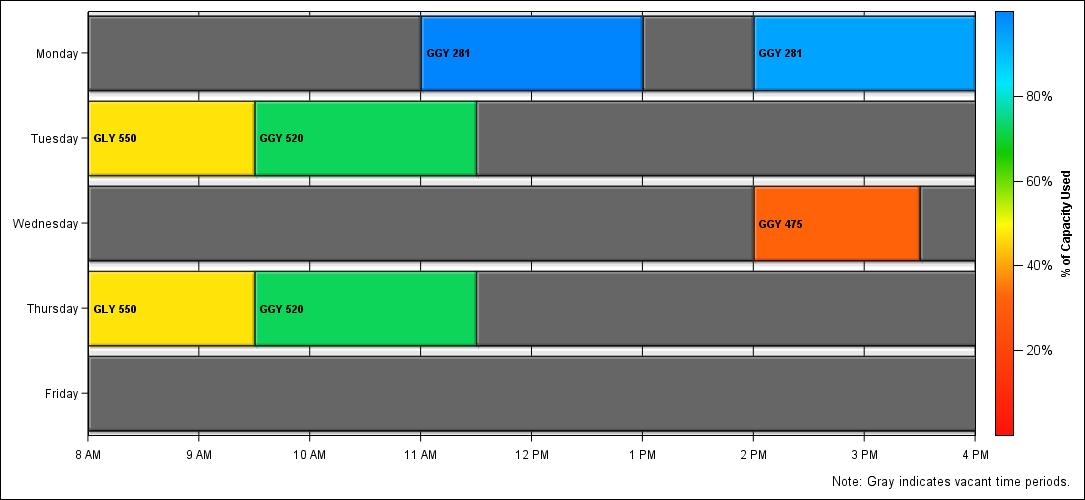 Monday
GGY 281
GGY 281
Tuesday
GLY 550
GGY 520
Wednesday
GGY 475
Thursday
GLY 550
GGY 520
Friday
8 AM 9 AM 10 AM 11 AM 12 PM 1 PM 2 PM 3 PM 4 PM
80%
60%
40%
20%
% of Capacity Used
Note: Gray indicates vacant time periods.